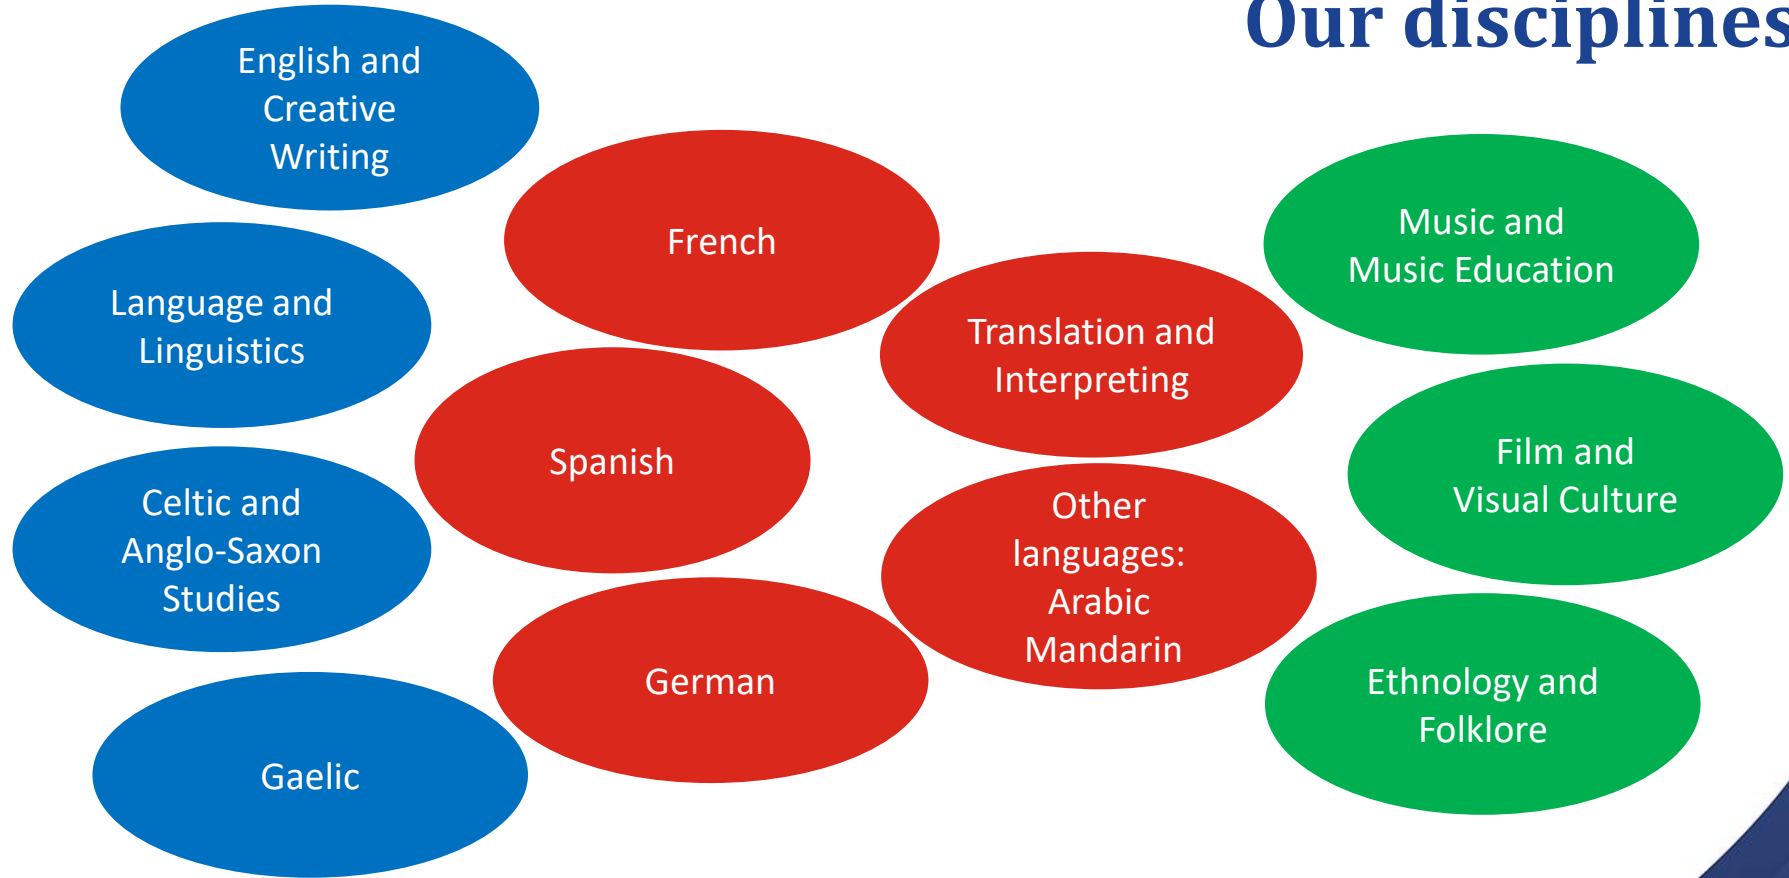 Our disciplines
English and
Creative
Writing
Language and
Linguistics
Celtic and
Anglo-Saxon
Studies
Gaelic
French
Spanish
German
Translation and
Interpreting
Other
languages:
Arabic
Mandarin
Music and
Music Education
Film and
Visual Culture
Ethnology and
Folklore